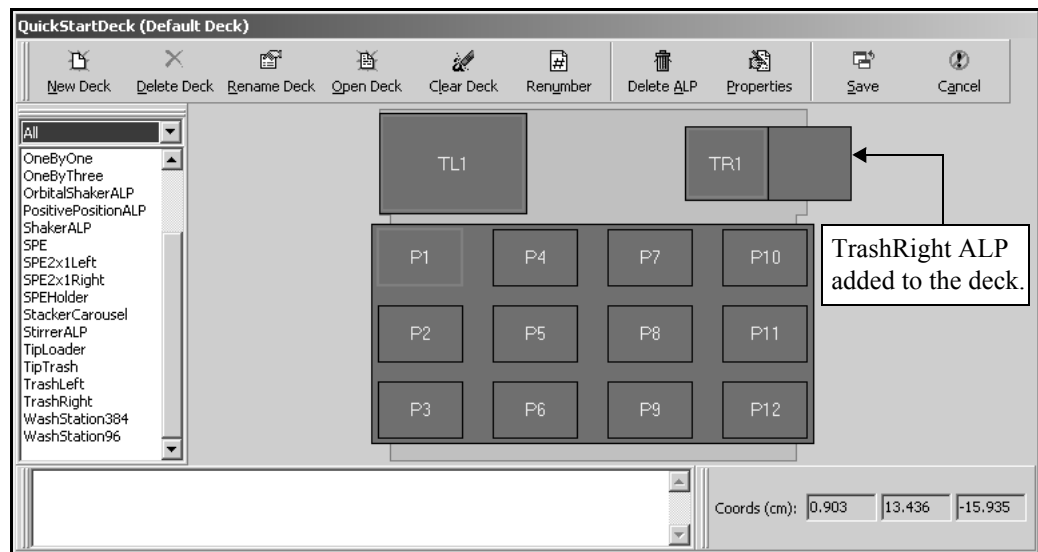 QuickStartDeck (Default Deck)
New Deck Delete Deck Rename Deck Open Deck Clear Deck Renumber Delete ALP Properties Save Cancel
All
OneByOne
OneByThree
OrbitalShakerALP
PositivePositionALP
ShakerALP
SPE
SPE2x1Left
SPE2x1Right
SPEHolder
StackerCarousel
StirrerALP
TipLoader
TipTrash
TrashLeft
TrashRight
WashStation384
WashStation96
TL1 TR1
P1 P4 P7 P10
P2 P5 P8 P11
P3 P6 P9 P12
TrashRight ALP
added to the deck.
Coords (cm): 0.903 13.436 -15.935